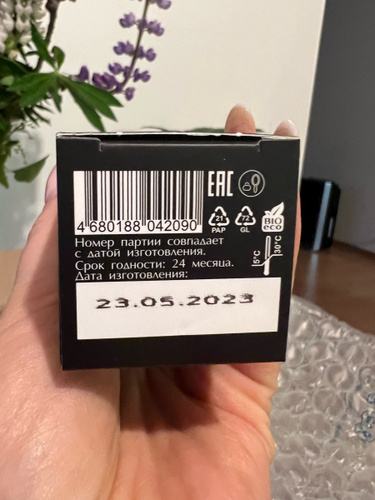 EAC
4 680188 042090
21
PAP
72
GL
BIO
eco
5°C
30°C
Номер партии совпадает
с датой изготовления.
Срок годности: 24 месяца.
Дата изготовления:
23.05.2023